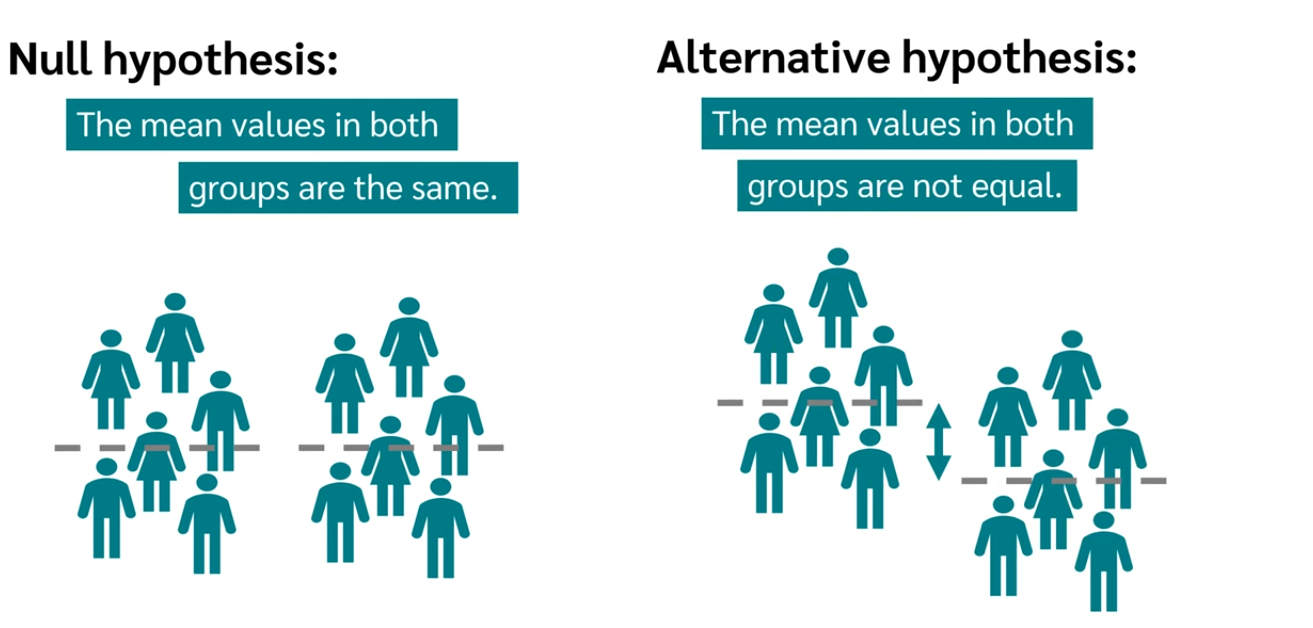 Null hypothesis:
The mean values in both
groups are the same.
Alternative hypothesis:
The mean values in both
groups are not equal.